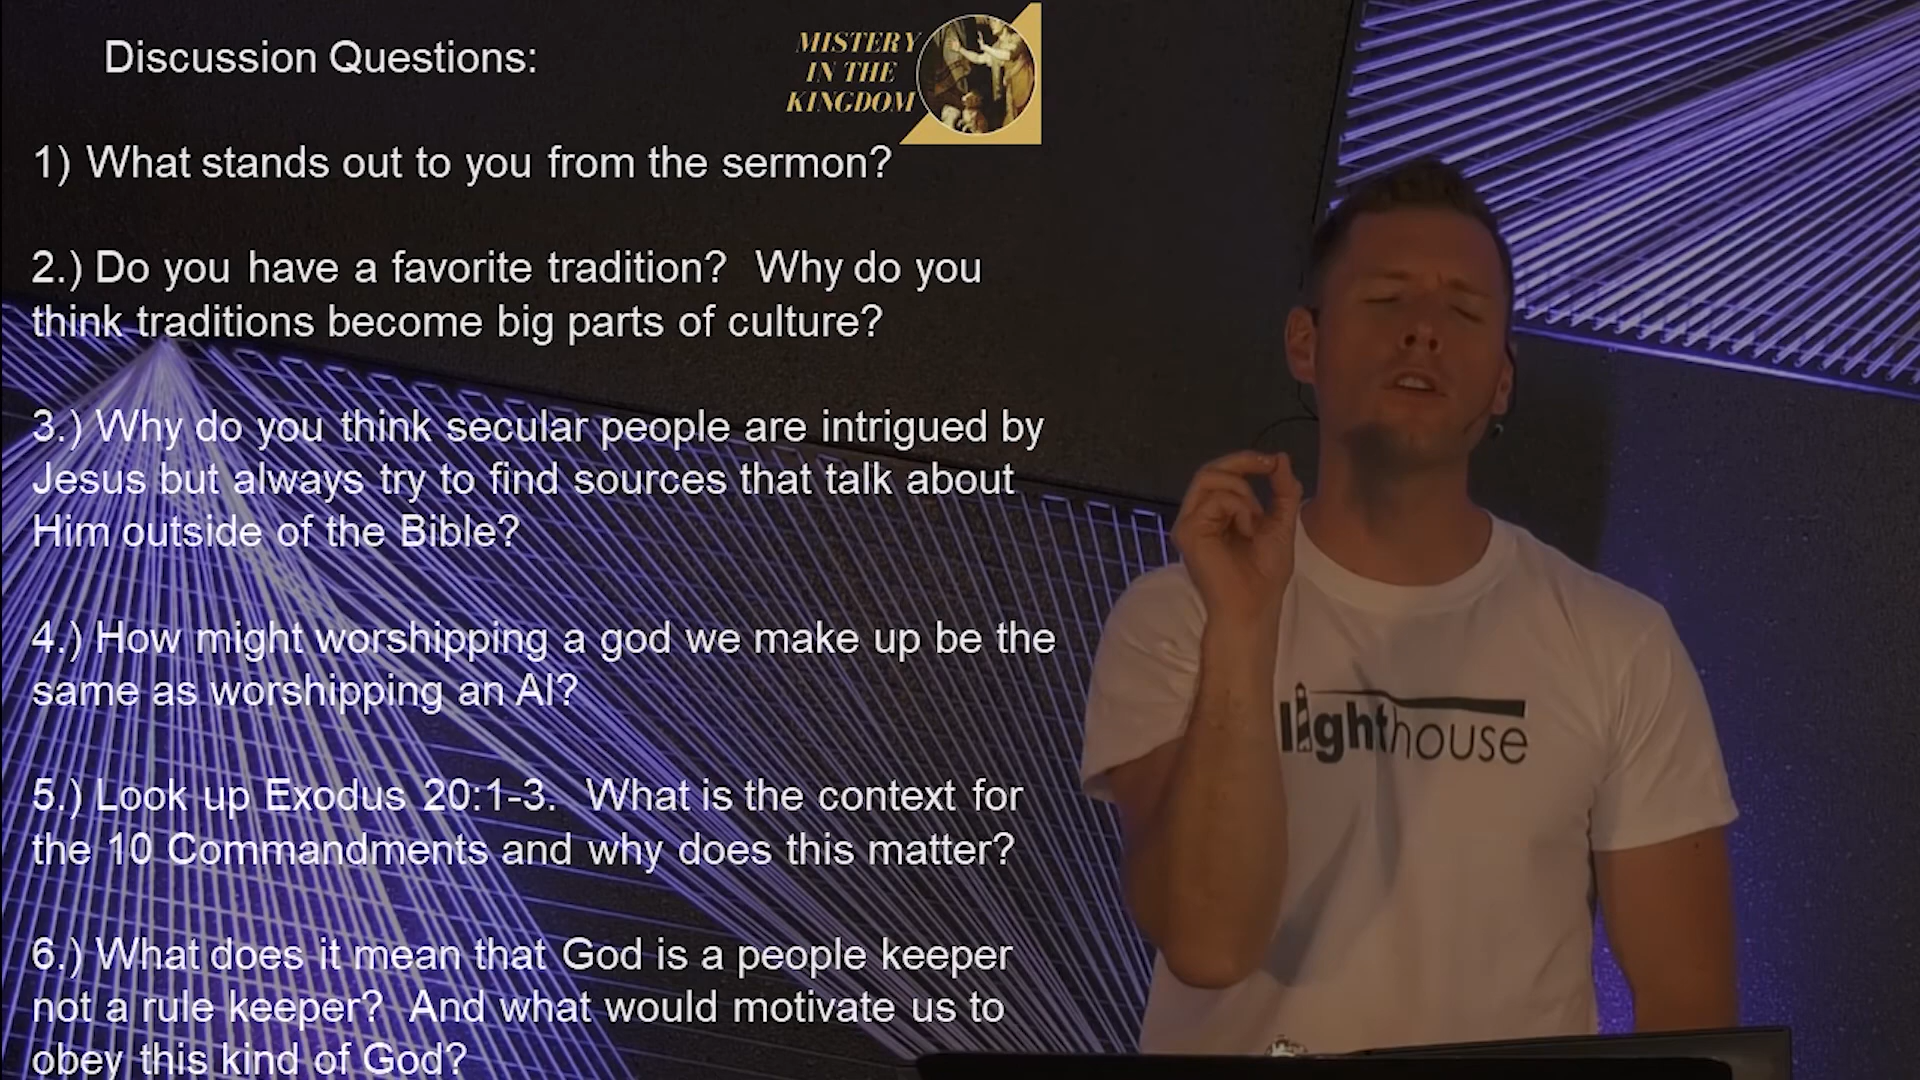 Discussion Questions:
MISTERY
IN THE
KINGDOM
1) What stands out to you from the sermon?
2.) Do you have a favorite tradition? Why do you
think traditions become big parts of culture?
3.) Why do you think secular people are intrigued by
Jesus but always try to find sources that talk about
Him outside of the Bible?
4.) How might worshipping a god we make up be the
same as worshipping an AI?
5.) Look up Exodus 20:1-3. What is the context for
the 10 Commandments and why does this matter?
6.) What does it mean that God is a people keeper
not a rule keeper? And what would motivate us to
obey this kind of God?
lighthouse